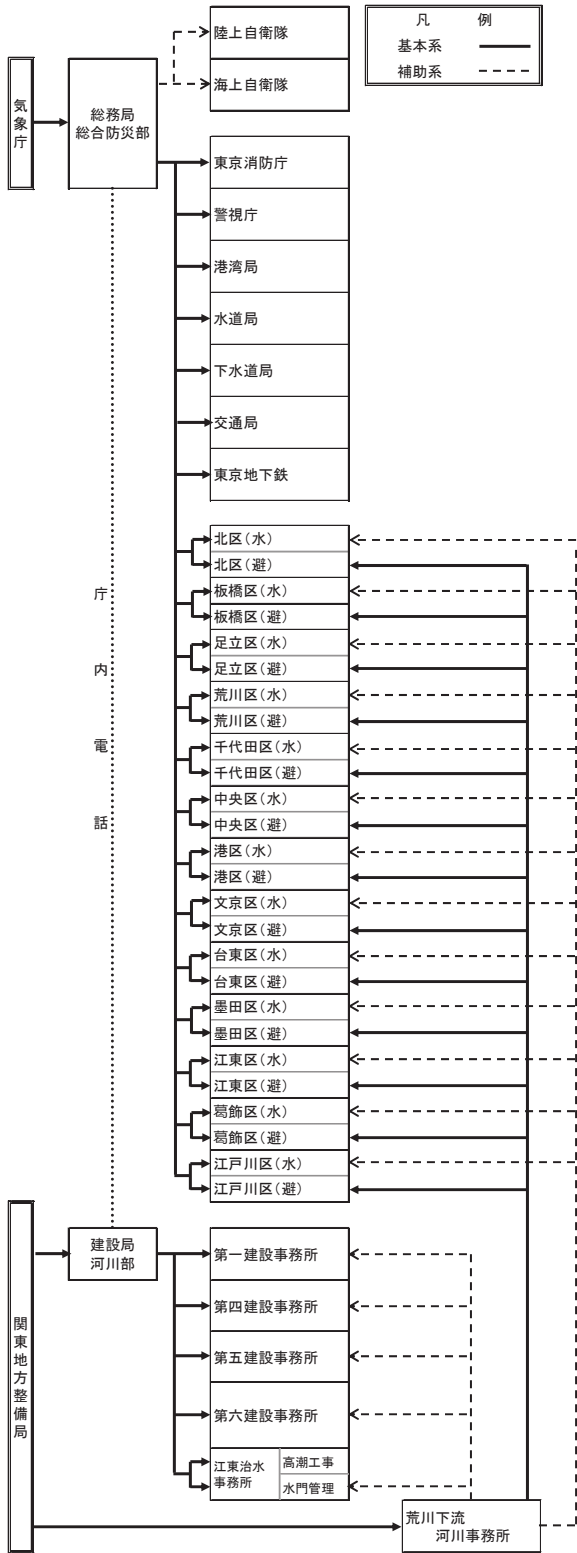 凡　例
基本系
補助系
陸上自衛隊
海上自衛隊
気象庁
総務局
総合防災部
東京消防庁
警視庁
港湾局
水道局
下水道局
交通局
東京地下鉄
北区(水)
北区(避)
板橋区(水)
板橋区(避)
足立区(水)
足立区(避)
荒川区(水)
荒川区(避)
千代田区(水)
千代田区(避)
中央区(水)
中央区(避)
港区(水)
港区(避)
文京区(水)
文京区(避)
台東区(水)
台東区(避)
墨田区(水)
墨田区(避)
江東区(水)
江東区(避)
葛飾区(水)
葛飾区(避)
江戸川区(水)
江戸川区(避)
庁内電話
関東地方整備局
建設局
河川部
第一建設事務所
第四建設事務所
第五建設事務所
第六建設事務所
江東治水
事務所
高潮工事
水門管理
荒川下流
河川事務所